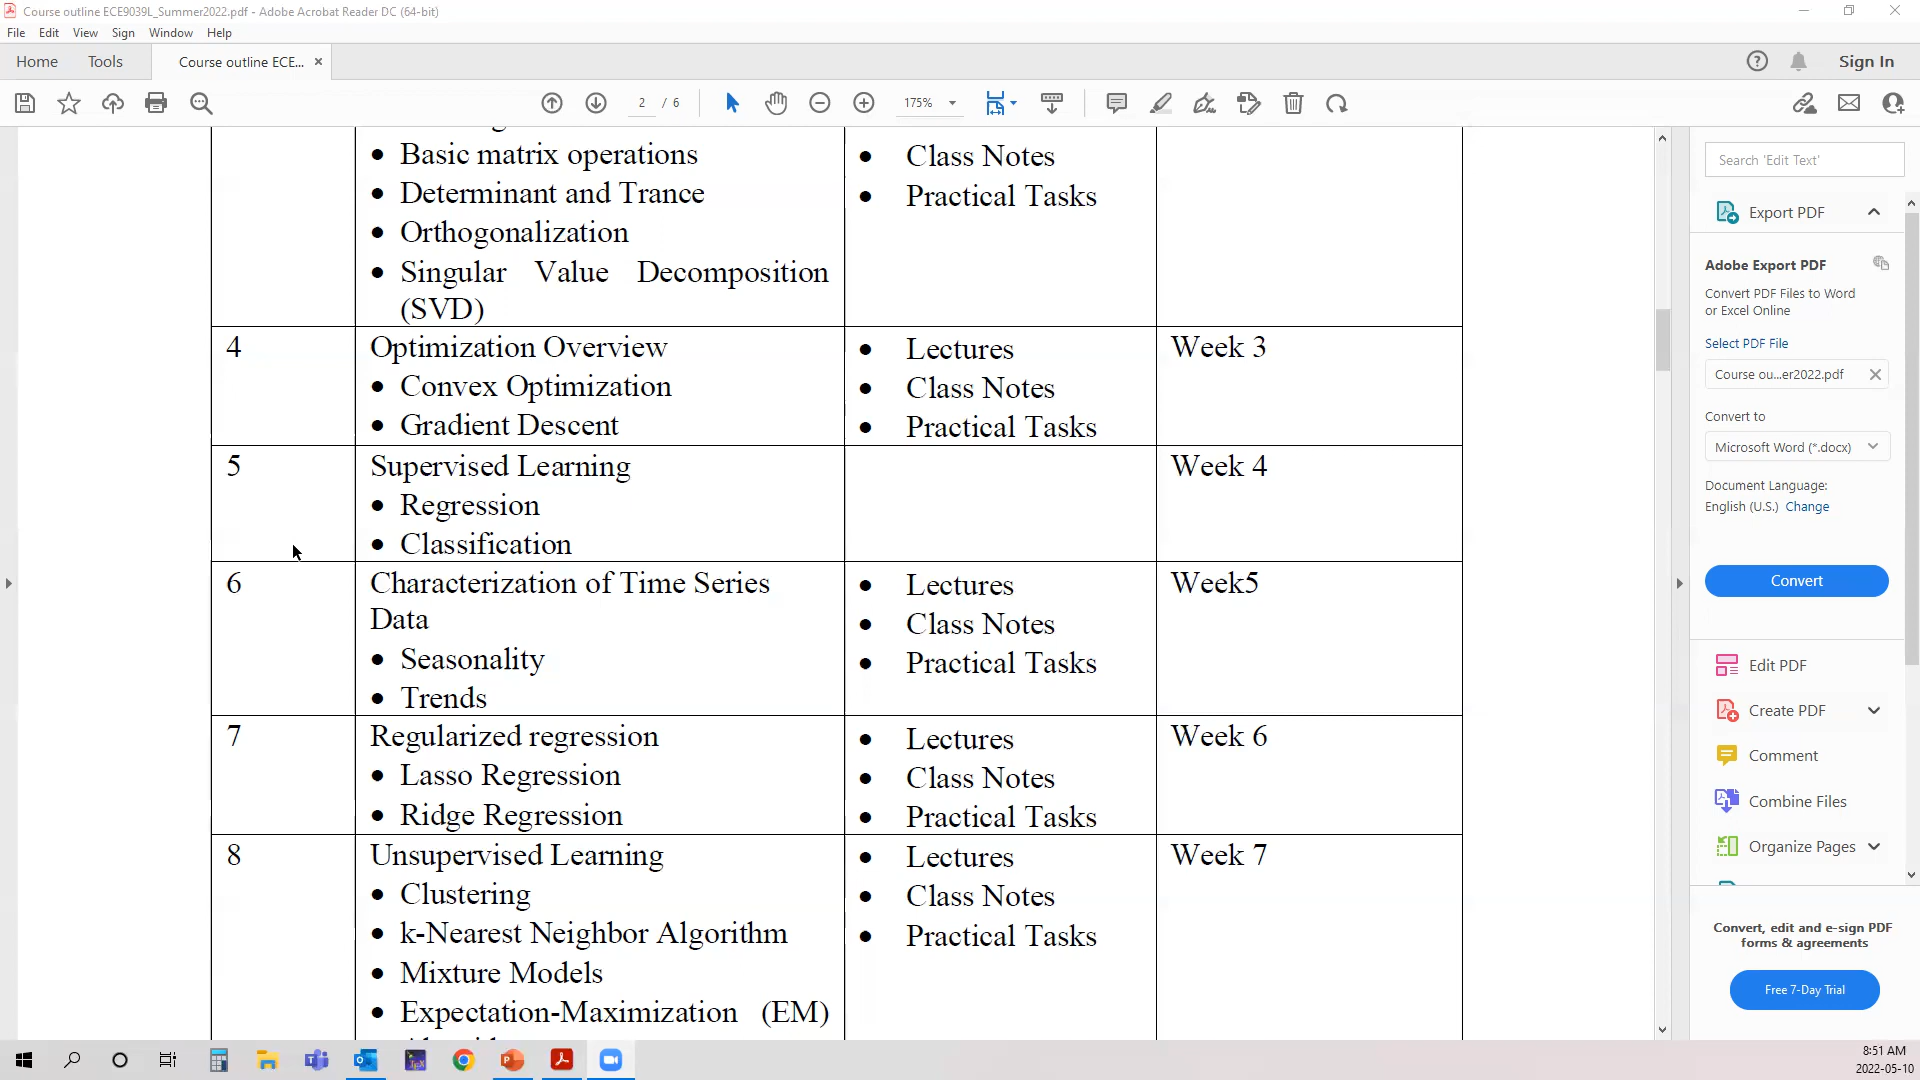 Course outline ECE9039L_Summer2022.pdf - Adobe Acrobat Reader DC (64-bit)
File Edit View Sign Window Help
Home Tools Course outline ECE... ×
Sign In
2 / 6
175%
• Basic matrix operations
• Determinant and Trance
• Orthogonalization
• Singular Value Decomposition
(SVD)
• Class Notes
• Practical Tasks
4
Optimization Overview
• Convex Optimization
• Gradient Descent
• Lectures
• Class Notes
• Practical Tasks
Week 3
5
Supervised Learning
• Regression
• Classification
Week 4
6
Characterization of Time Series
Data
• Seasonality
• Trends
• Lectures
• Class Notes
• Practical Tasks
Week5
7
Regularized regression
• Lasso Regression
• Ridge Regression
• Lectures
• Class Notes
• Practical Tasks
Week 6
8
Unsupervised Learning
• Clustering
• k-Nearest Neighbor Algorithm
• Mixture Models
• Expectation-Maximization (EM)
• Lectures
• Class Notes
• Practical Tasks
Week 7
Search 'Edit Text'
Export PDF
Adobe Export PDF
Convert PDF Files to Word
or Excel Online
Select PDF File
Course ou...er2022.pdf
Convert to
Microsoft Word (*.docx)
Document Language:
English (U.S.) Change
Convert
Edit PDF
Create PDF
Comment
Combine Files
Organize Pages
Convert, edit and e-sign PDF
forms & agreements
Free 7-Day Trial
8:51 AM
2022-05-10